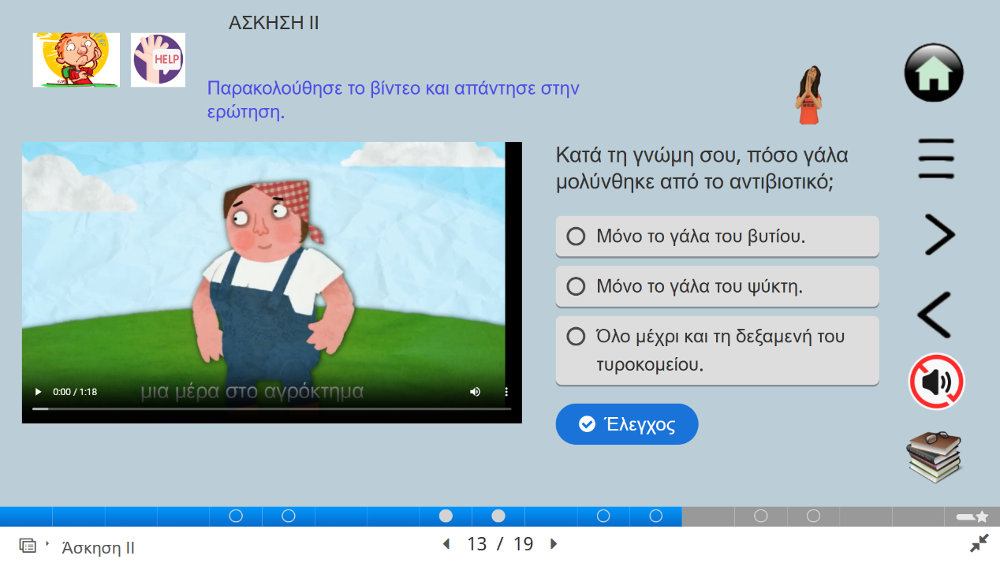 ΑΣΚΗΣΗ ΙΙ
HELP
Παρακολούθησε το βίντεο και απάντησε στην
ερώτηση.
Κατά τη γνώμη σου, πόσο γάλα
μολύνθηκε από το αντιβιοτικό;
Μόνο το γάλα του βυτίου.
Μόνο το γάλα του ψύκτη.
Όλο μέχρι και τη δεξαμενή του
τυροκομείου.
μια μέρα στο αγρόκτημα
0:00 / 1:18
Έλεγχος
Άσκηση ΙΙ
13 / 19